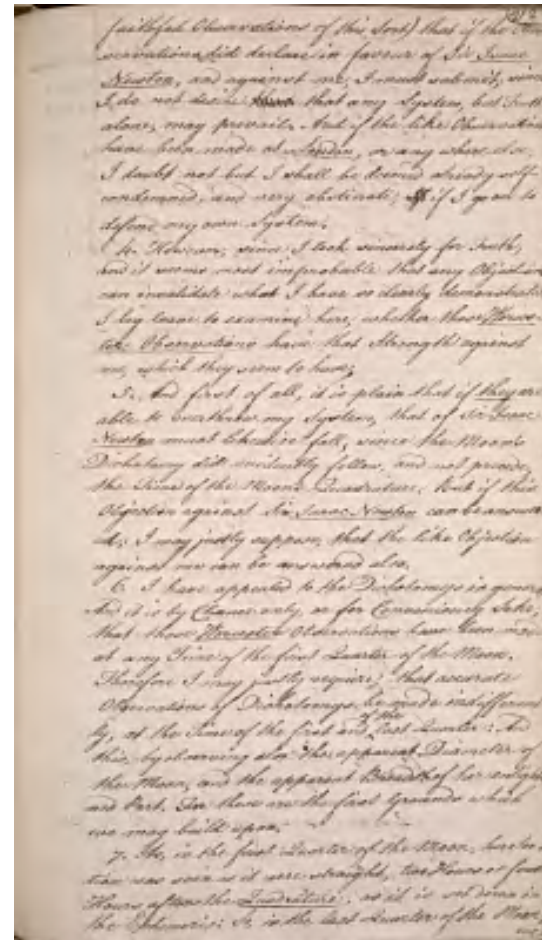 faithful Observations of this Sort) that if the
servations did declare in favour of Sir Isaac
Newton, and against me; I must submit, since
I do not desire that any System, but Truth
alone, may prevail. And if the like Observations
have been made at London, or any where else,
I doubt not but I shall be deemed already self-
condemned, and very obstinate; if I go on to
defend my own System.
4. However, since I seek sincerely for Truth,
and it seems most improbable that any Objection
can invalidate what I have so clearly demonstrated
I beg leave to examine here, whether those
Observations have that Strength against
me, which they seem to have;
5. And first of all, it is plain that if they are
able to overthrow my System, that of Sir Isaac
Newton must likewise fall, since the Moon's
Dichotomy did evidently follow, and not precede,
the Time of the Moon's Quadrature. But if this
Objection against Sir Isaac Newton can be answer
ed; I may justly suppose, that the like Objection
against me can be answered also.
6. I have appealed to the Dichotomys in general
And it is by Chance only, or for Conveniency Sake,
that those Observations have been made
at any Time of the first Quarter of the Moon.
Therefore I may justly require, that accurate
Observations of Dichotomys be made indifferent
ly, at the Time of the first and of the last Quarter: And
this, by observing also the apparent Diameter of
the Moon, and the apparent Breadth of her enlight
ned Part. For these are the first Grounds which
we may build upon.
7. If, in the first Quarter of the Moon, her Sec
tion was seen as it were straight, two Hours or four
Hours after the Quadrature, as it is set down in
the Ephemeris: If, in the last Quarter of the Moon,